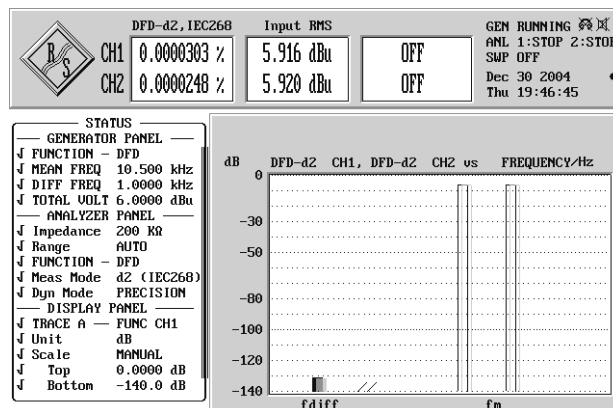 DFD-d2,IEC268 Input RMS
R S
CH1 0.0000303 % 5.916 dBu OFF
CH2 0.0000248 % 5.920 dBu OFF
GEN RUNNING
ANL 1:STOP 2:STOP
SWP OFF
Dec 30 2004
Thu 19:46:45
STATUS
GENERATOR PANEL
√ FUNCTION - DFD
√ MEAN FREQ 10.500 kHz
√ DIFF FREQ 1.0000 kHz
√ TOTAL VOLT 6.0000 dBu
ANALYZER PANEL
√ Impedance 200 KΩ
√ Range AUTO
√ FUNCTION - DFD
√ Meas Mode d2 (IEC268)
√ Dyn Mode PRECISION
DISPLAY PANEL
√ TRACE A — FUNC CH1
√ Unit dB
√ Scale MANUAL
√ Top 0.0000 dB
√ Bottom -140.0 dB
dB DFD-d2 CH1, DFD-d2 CH2 vs FREQUENCY/Hz
0
-30
-50
-80
-100
-120
-140
fdiff fm